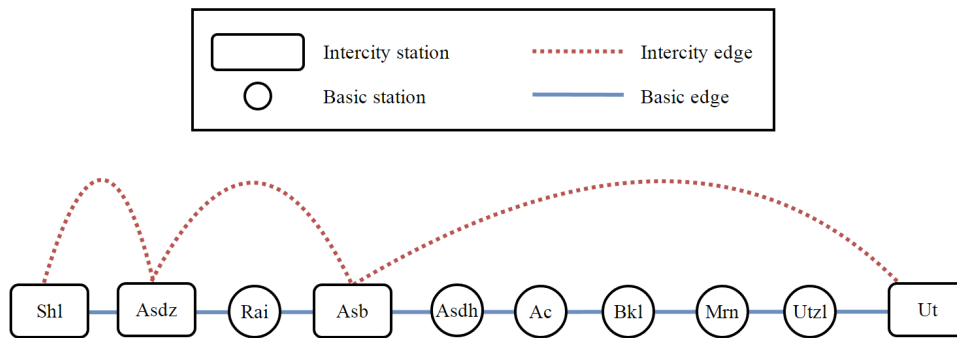 Intercity station
Intercity edge
Basic station
Basic edge
Shl
Asdz
Rai
Asb
Asdh
Ac
Bkl
Mrn
Utzl
Ut